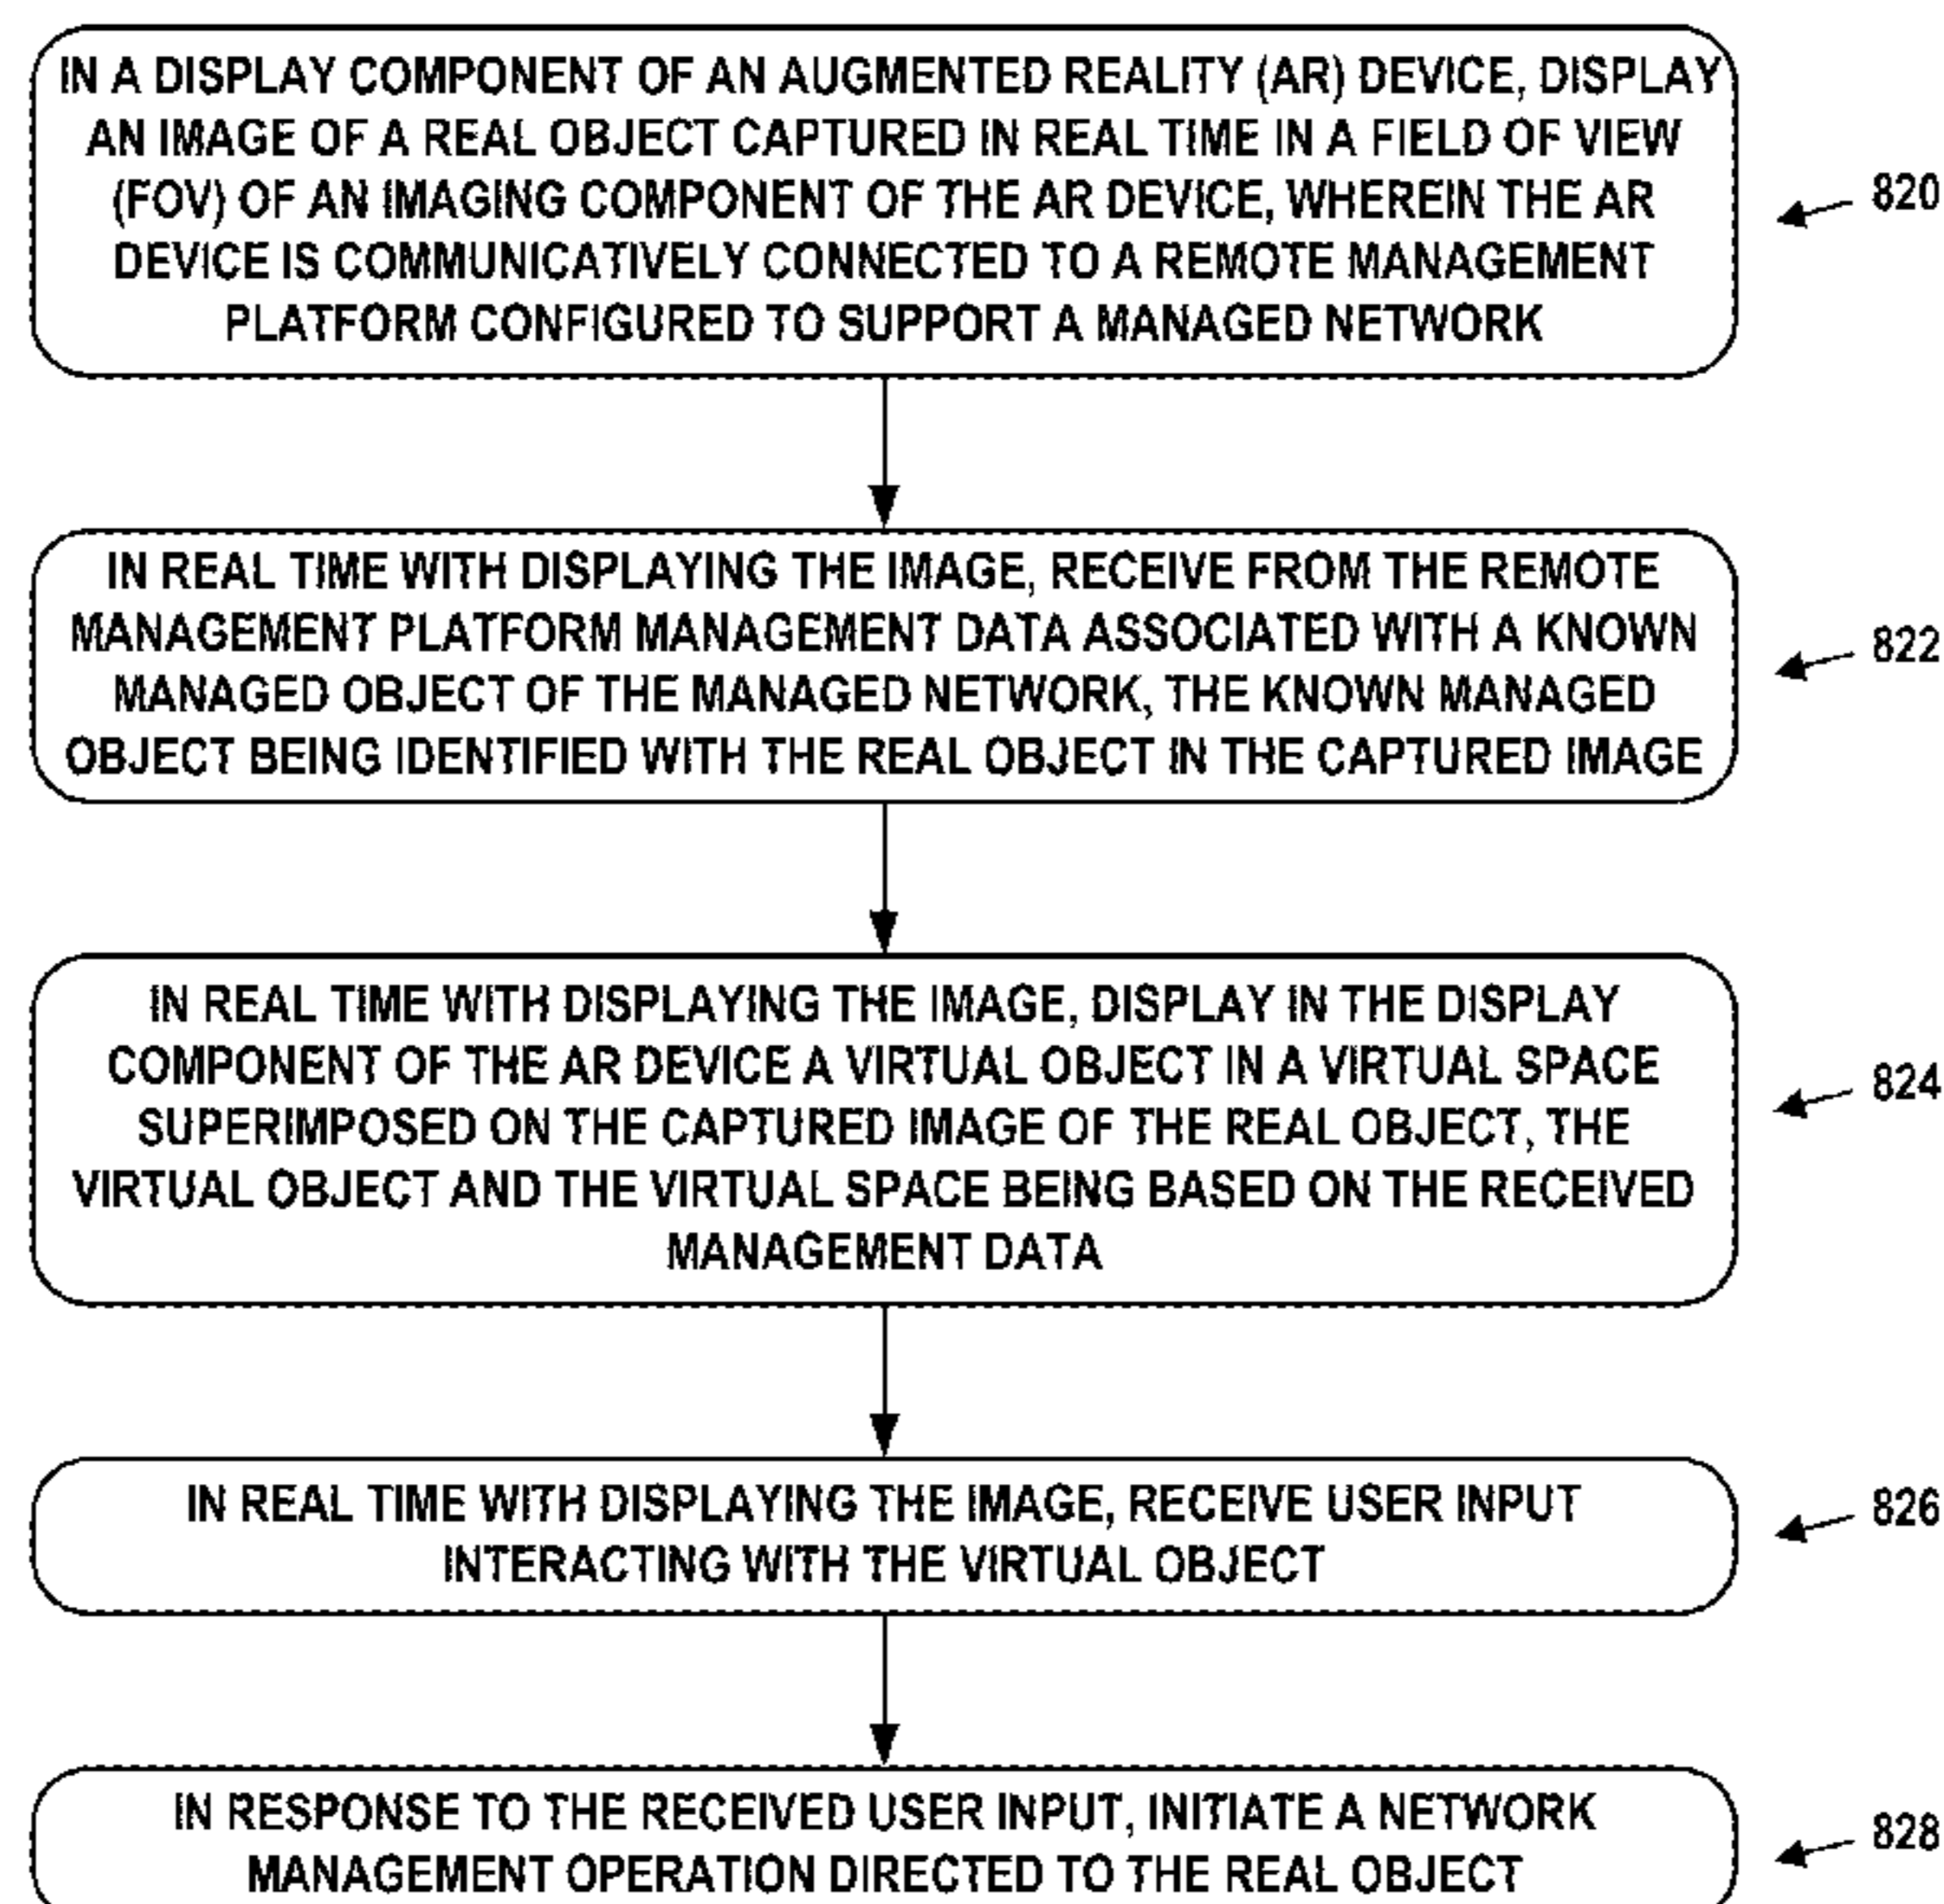 IN A DISPLAY COMPONENT OF AN AUGMENTED REALITY (AR) DEVICE, DISPLAY
AN IMAGE OF A REAL OBJECT CAPTURED IN REAL TIME IN A FIELD OF VIEW
(FOV) OF AN IMAGING COMPONENT OF THE AR DEVICE, WHEREIN THE AR
DEVICE IS COMMUNICATIVELY CONNECTED TO A REMOTE MANAGEMENT
PLATFORM CONFIGURED TO SUPPORT A MANAGED NETWORK
820
IN REAL TIME WITH DISPLAYING THE IMAGE, RECEIVE FROM THE REMOTE
MANAGEMENT PLATFORM MANAGEMENT DATA ASSOCIATED WITH A KNOWN
MANAGED OBJECT OF THE MANAGED NETWORK, THE KNOWN MANAGED
OBJECT BEING IDENTIFIED WITH THE REAL OBJECT IN THE CAPTURED IMAGE
822
IN REAL TIME WITH DISPLAYING THE IMAGE, DISPLAY IN THE DISPLAY
COMPONENT OF THE AR DEVICE A VIRTUAL OBJECT IN A VIRTUAL SPACE
SUPERIMPOSED ON THE CAPTURED IMAGE OF THE REAL OBJECT, THE
VIRTUAL OBJECT AND THE VIRTUAL SPACE BEING BASED ON THE RECEIVED
MANAGEMENT DATA
824
IN REAL TIME WITH DISPLAYING THE IMAGE, RECEIVE USER INPUT
INTERACTING WITH THE VIRTUAL OBJECT
826
IN RESPONSE TO THE RECEIVED USER INPUT, INITIATE A NETWORK
MANAGEMENT OPERATION DIRECTED TO THE REAL OBJECT
828